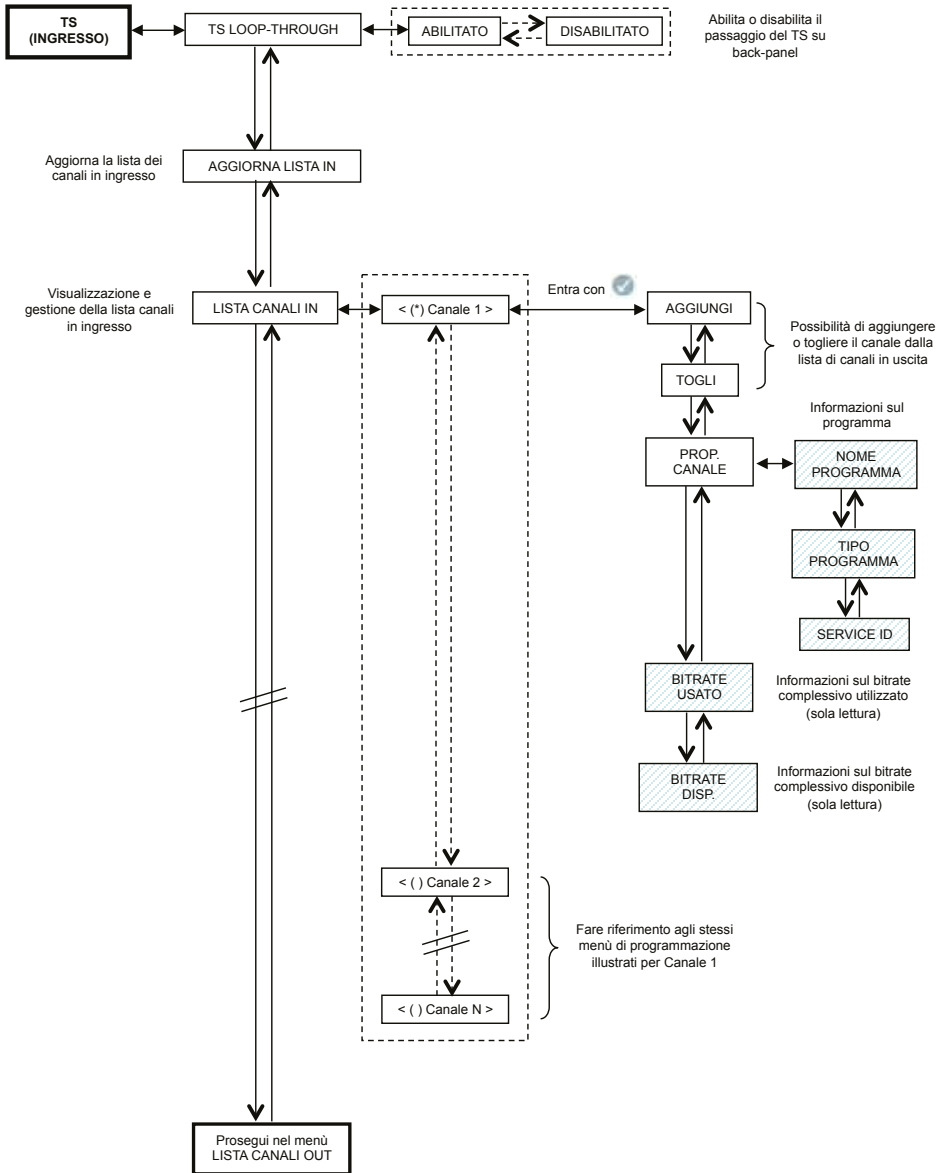 TS
(INGRESSO)
TS LOOP-THROUGH
ABILITATO
DISABILITATO
Abilita o disabilita il
passaggio del TS su
back-panel
Aggiorna la lista dei
canali in ingresso
AGGIORNA LISTA IN
Visualizzazione e
gestione della lista canali
in ingresso
LISTA CANALI IN
< (*) Canale 1 >
Entra con
AGGIUNGI
Possibilità di aggiungere
o togliere il canale dalla
lista di canali in uscita
TOGLI
Informazioni sul
programma
PROP.
CANALE
NOME
PROGRAMMA
TIPO
PROGRAMMA
SERVICE ID
BITRATE
USATO
Informazioni sul bitrate
complessivo utilizzato
(sola lettura)
BITRATE
DISP.
Informazioni sul bitrate
complessivo disponibile
(sola lettura)
< ( ) Canale 2 >
Fare riferimento agli stessi
menù di programmazione
illustrati per Canale 1
< ( ) Canale N >
Prosegui nel menù
LISTA CANALI OUT